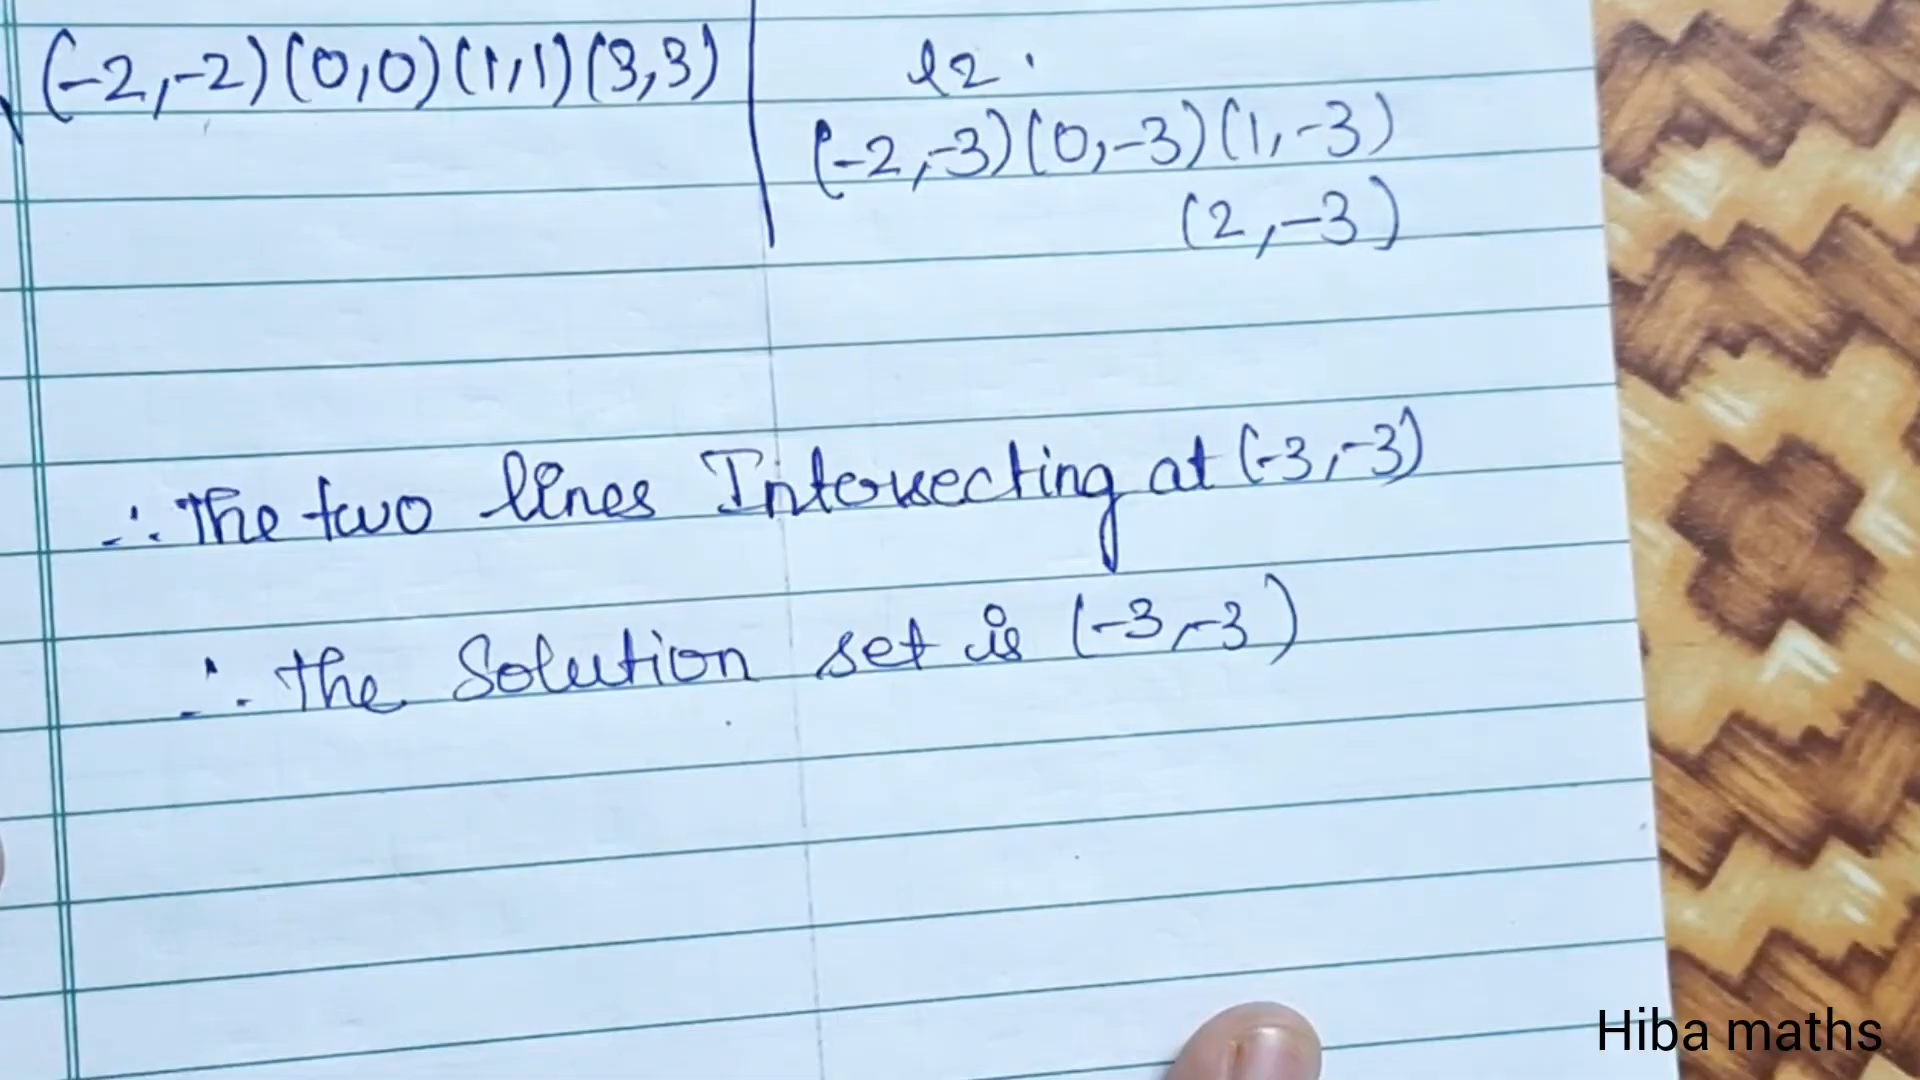 (-2,-2)(0,0)(1,1)(3,3)
l2.
(-2,-3)(0,-3)(1,-3)
(2,-3)
∴ The two lines Intersecting at (-3,-3)
∴ The Solution set is (-3,-3)
Hiba maths